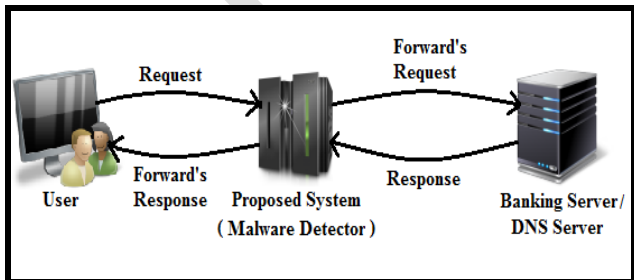 Request
Forward's
Request
Forward's
Response
Response
User
Proposed System
( Malware Detector )
Banking Server/
DNS Server